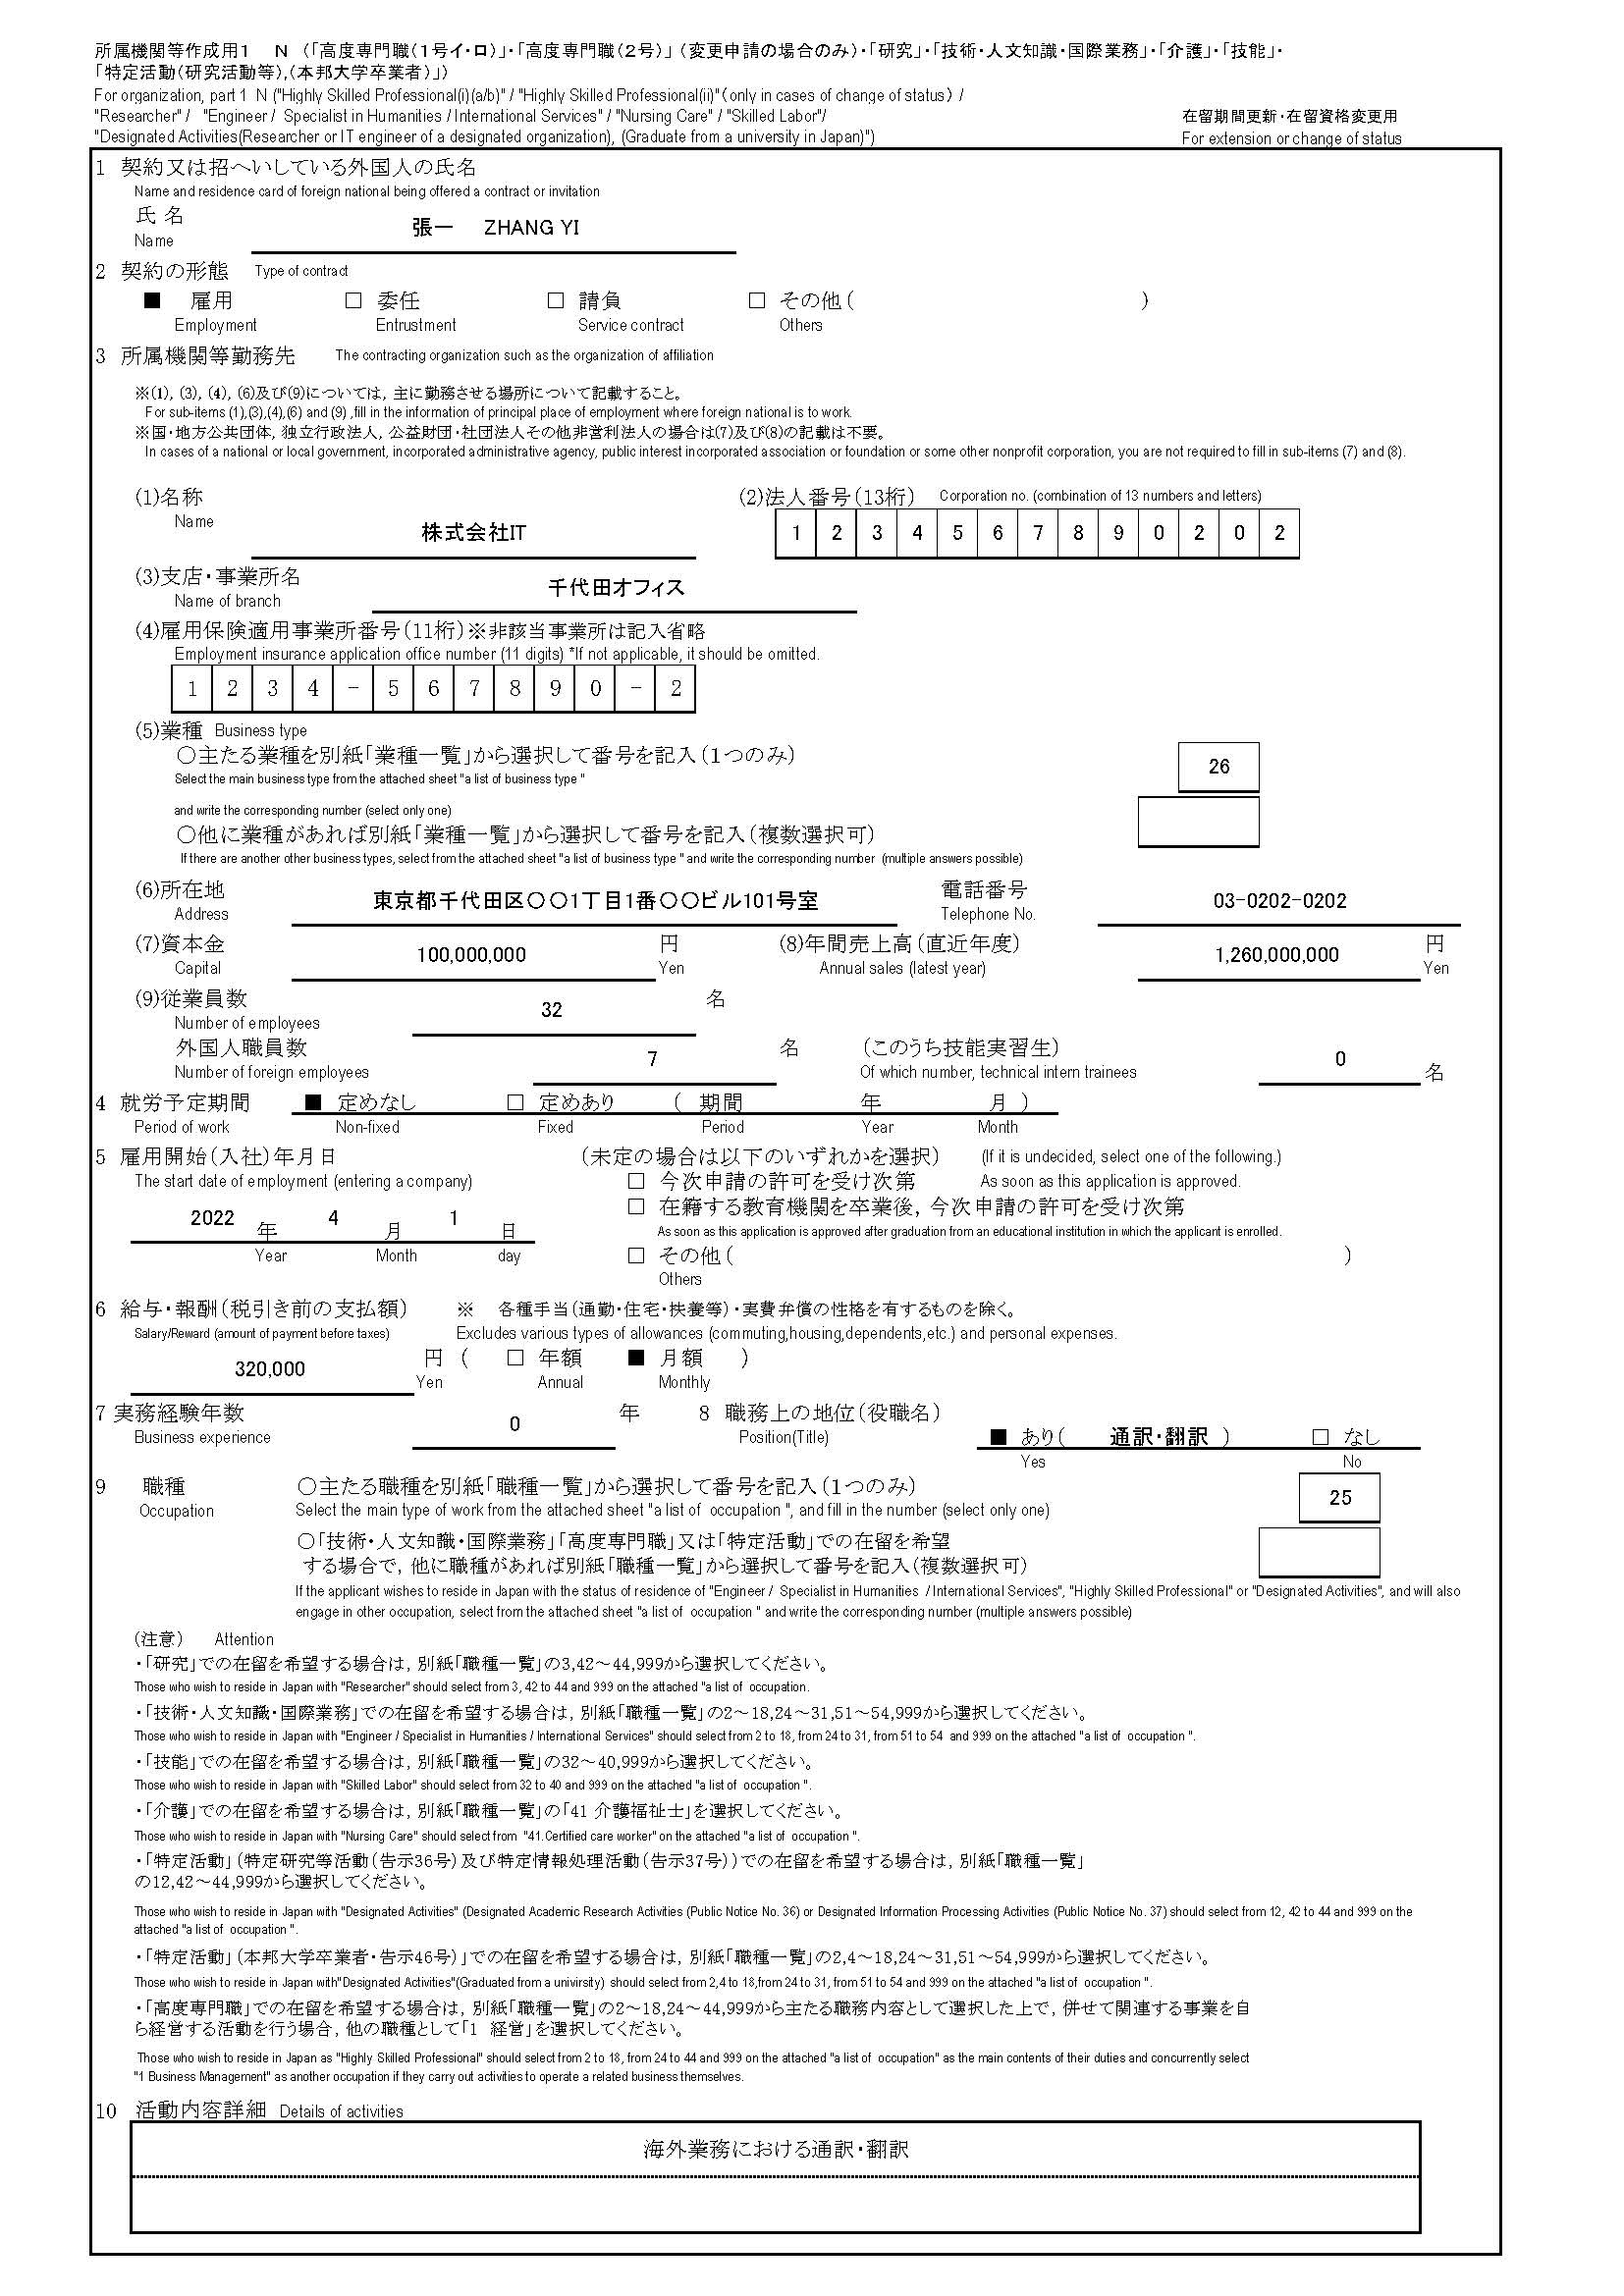 所属機関等作成用1　N　(「高度専門職(1号イ・ロ)」・「高度専門職(2号)」(変更申請の場合のみ)・「研究」・「技術・人文知識・国際業務」・「介護」・「技能」・
「特定活動(研究活動等),(本邦大学卒業者)」)
For organization, part 1 N ("Highly Skilled Professional(i)(a/b)" / "Highly Skilled Professional(ii)"(only in cases of change of status) /
"Researcher" / "Engineer / Specialist in Humanities / International Services" / "Nursing Care" / "Skilled Labor"/
在留期間更新・在留資格変更用
"Designated Activities(Researcher or IT engineer of a designated organization), (Graduate from a university in Japan)")
For extension or change of status
1 契約又は招へいしている外国人の氏名
Name and residence card of foreign national being offered a contract or invitation
氏 名 張一 ZHANG YI
Name
2 契約の形態 Type of contract
■ 雇用 □ 委任 □ 請負 □ その他( )
Employment Entrustment Service contract Others
3 所属機関等勤務先 The contracting organization such as the organization of affiliation
※(1), (3), (4), (6)及び(9)については, 主に勤務させる場所について記載すること。
For sub-items (1),(3),(4),(6) and (9) ,fill in the information of principal place of employment where foreign national is to work.
※国・地方公共団体, 独立行政法人, 公益財団・社団法人その他非営利法人の場合は(7)及び(8)の記載は不要。
In cases of a national or local government, incorporated administrative agency, public interest incorporated association or foundation or some other nonprofit corporation, you are not required to fill in sub-items (7) and (8).
(1)名称 (2)法人番号(13桁) Corporation no. (combination of 13 numbers and letters)
Name 株式会社IT 1 2 3 4 5 6 7 8 9 0 2 0 2
(3)支店・事業所名 千代田オフィス
Name of branch
(4)雇用保険適用事業所番号(11桁)※非該当事業所は記入省略
Employment insurance application office number (11 digits) *If not applicable, it should be omitted.
1 2 3 4 - 5 6 7 8 9 0 - 2
(5)業種 Business type
○主たる業種を別紙「業種一覧」から選択して番号を記入(1つのみ) 26
Select the main business type from the attached sheet "a list of business type "
and write the corresponding number (select only one)
○他に業種があれば別紙「業種一覧」から選択して番号を記入(複数選択可)
If there are another other business types, select from the attached sheet "a list of business type " and write the corresponding number (multiple answers possible)
(6)所在地 東京都千代田区○○1丁目1番○○ビル101号室 電話番号 03-0202-0202
Address Telephone No.
(7)資本金 100,000,000 円 (8)年間売上高(直近年度) 1,260,000,000 円
Capital Yen Annual sales (latest year) Yen
(9)従業員数 32 名
Number of employees
外国人職員数 7 名 (このうち技能実習生) 0 名
Number of foreign employees Of which number, technical intern trainees
4 就労予定期間 ■ 定めなし □ 定めあり ( 期間 年 月 )
Period of work Non-fixed Fixed Period Year Month
5 雇用開始(入社)年月日 (未定の場合は以下のいずれかを選択) (If it is undecided, select one of the following.)
The start date of employment (entering a company) □ 今次申請の許可を受け次第 As soon as this application is approved.
2022 年 4 月 1 日 □ 在籍する教育機関を卒業後, 今次申請の許可を受け次第
As soon as this application is approved after graduation from an educational institution in which the applicant is enrolled.
Year Month day □ その他( )
Others
6 給与・報酬(税引き前の支払額) ※ 各種手当(通勤・住宅・扶養等)・実費弁償の性格を有するものを除く。
Salary/Reward (amount of payment before taxes) Excludes various types of allowances (commuting,housing,dependents,etc.) and personal expenses.
320,000 円 ( □ 年額 ■ 月額 )
Yen Annual Monthly
7 実務経験年数 0 年 8 職務上の地位(役職名)
Business experience Position(Title) ■ あり( 通訳・翻訳 ) □ なし
Yes No
9 職種 ○主たる職種を別紙「職種一覧」から選択して番号を記入(1つのみ) 25
Occupation Select the main type of work from the attached sheet "a list of occupation ", and fill in the number (select only one)
○「技術・人文知識・国際業務」「高度専門職」又は「特定活動」での在留を希望
する場合で, 他に職種があれば別紙「職種一覧」から選択して番号を記入(複数選択可)
If the applicant wishes to reside in Japan with the status of residence of "Engineer / Specialist in Humanities / International Services", "Highly Skilled Professional" or "Designated Activities", and will also
engage in other occupation, select from the attached sheet "a list of occupation " and write the corresponding number (multiple answers possible)
(注意) Attention
・「研究」での在留を希望する場合は, 別紙「職種一覧」の3,42～44,999から選択してください。
Those who wish to reside in Japan with "Researcher" should select from 3, 42 to 44 and 999 on the attached "a list of occupation.
・「技術・人文知識・国際業務」での在留を希望する場合は, 別紙「職種一覧」の2～18,24～31,51～54,999から選択してください。
Those who wish to reside in Japan with "Engineer / Specialist in Humanities / International Services" should select from 2 to 18, from 24 to 31, from 51 to 54 and 999 on the attached "a list of occupation ".
・「技能」での在留を希望する場合は, 別紙「職種一覧」の32～40,999から選択してください。
Those who wish to reside in Japan with "Skilled Labor" should select from 32 to 40 and 999 on the attached "a list of occupation ".
・「介護」での在留を希望する場合は, 別紙「職種一覧」の「41 介護福祉士」を選択してください。
Those who wish to reside in Japan with "Nursing Care" should select from "41.Certified care worker" on the attached "a list of occupation ".
・「特定活動」(特定研究等活動(告示36号)及び特定情報処理活動(告示37号))での在留を希望する場合は, 別紙「職種一覧」
の12,42～44,999から選択してください。
Those who wish to reside in Japan with "Designated Activities" (Designated Academic Research Activities (Public Notice No. 36) or Designated Information Processing Activities (Public Notice No. 37) should select from 12, 42 to 44 and 999 on the
attached "a list of occupation ".
・「特定活動」(本邦大学卒業者・告示46号)」での在留を希望する場合は, 別紙「職種一覧」の2,4～18,24～31,51～54,999から選択してください。
Those who wish to reside in Japan with"Designated Activities"(Graduated from a univirsity) should select from 2,4 to 18,from 24 to 31, from 51 to 54 and 999 on the attached "a list of occupation ".
・「高度専門職」での在留を希望する場合は, 別紙「職種一覧」の2～18,24～44,999から主たる職務内容として選択した上で, 併せて関連する事業を自
ら経営する活動を行う場合, 他の職種として「1 経営」を選択してください。
Those who wish to reside in Japan as "Highly Skilled Professional" should select from 2 to 18, from 24 to 44 and 999 on the attached "a list of occupation" as the main contents of their duties and concurrently select
"1 Business Management" as another occupation if they carry out activities to operate a related business themselves.
10 活動内容詳細 Details of activities
海外業務における通訳・翻訳